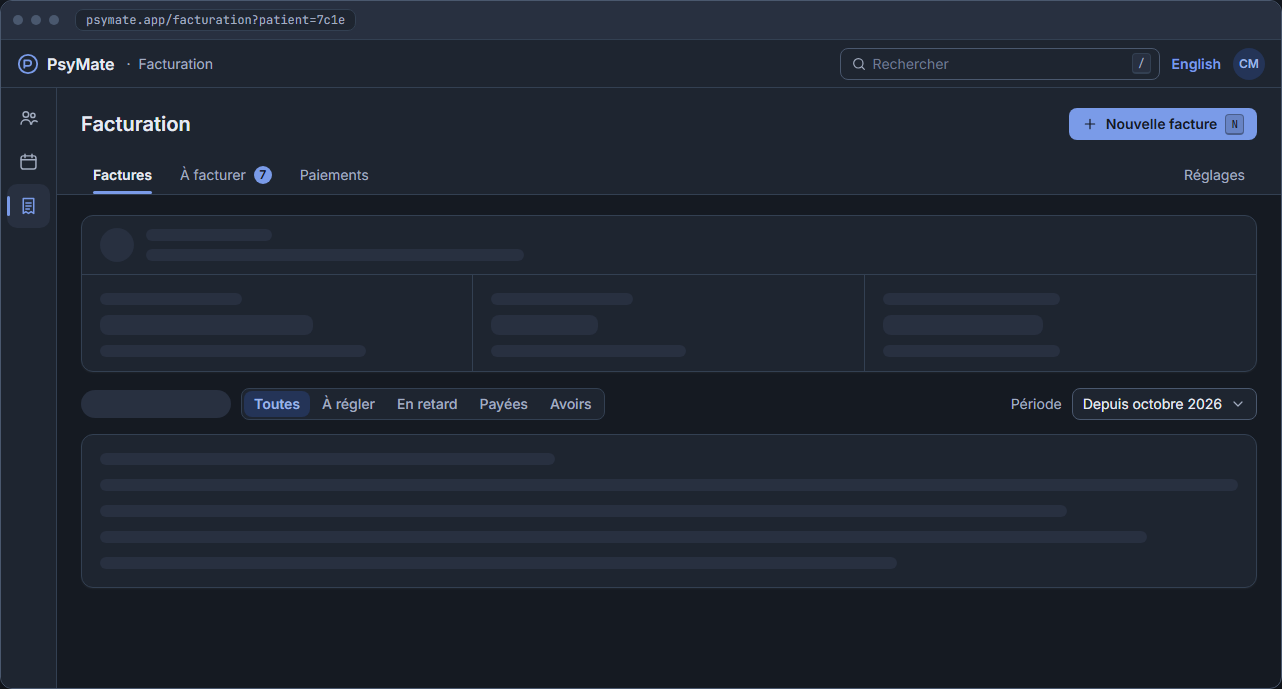 psymate.app/facturation?patient=7c1e
PsyMate · Facturation
Rechercher /
English
CM
Facturation
+ Nouvelle facture N
Factures
À facturer 7
Paiements
Réglages
Toutes
À régler
En retard
Payées
Avoirs
Période
Depuis octobre 2026